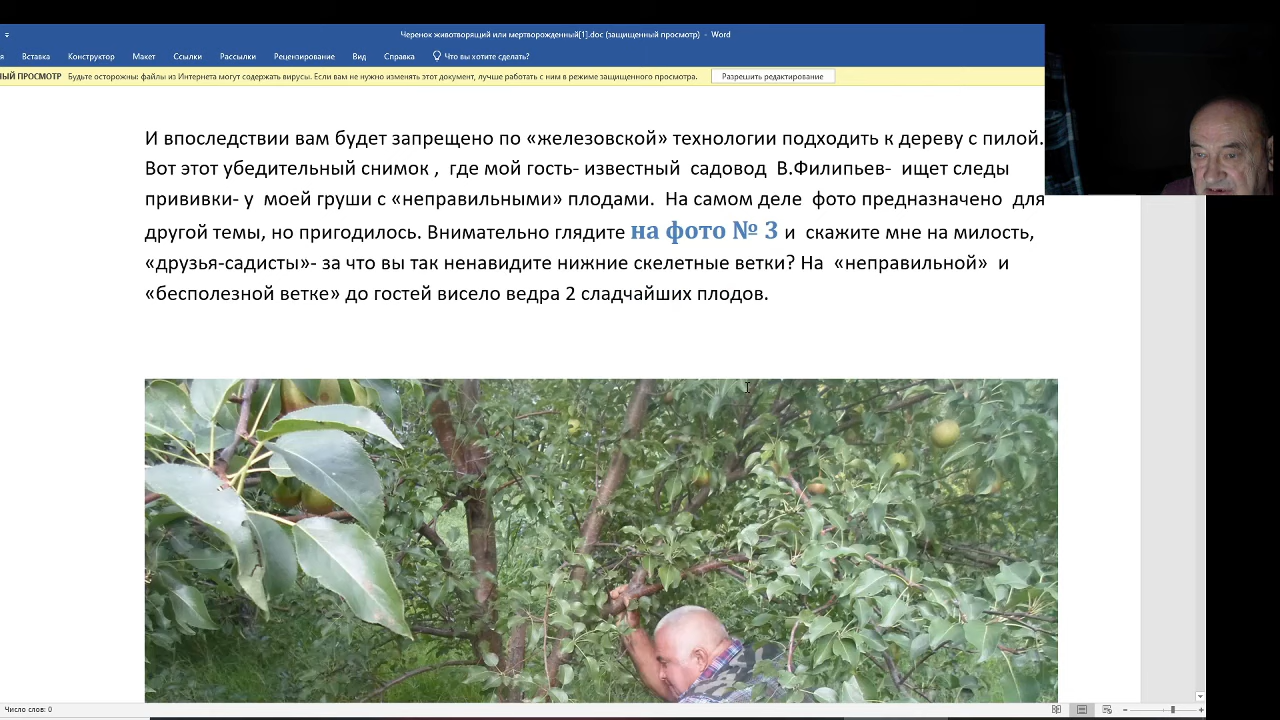 Черенок животворящий или мертворожденный[1].doc (защищенный просмотр) - Word
Вставка Конструктор Макет Ссылки Рассылки Рецензирование Вид Справка Что вы хотите сделать?
ПРОСМОТР Будьте осторожны: файлы из Интернета могут содержать вирусы. Если вам не нужно изменять этот документ, лучше работать с ним в режиме защищенного просмотра. Разрешить редактирование
И впоследствии вам будет запрещено по «железовской» технологии подходить к дереву с пилой.
Вот этот убедительный снимок , где мой гость- известный садовод В.Филипьев- ищет следы
прививки- у моей груши с «неправильными» плодами. На самом деле фото предназначено для
другой темы, но пригодилось. Внимательно глядите на фото № 3 и скажите мне на милость,
«друзья-садисты»- за что вы так ненавидите нижние скелетные ветки? На «неправильной» и
«бесполезной ветке» до гостей висело ведра 2 сладчайших плодов.
Число слов: 0